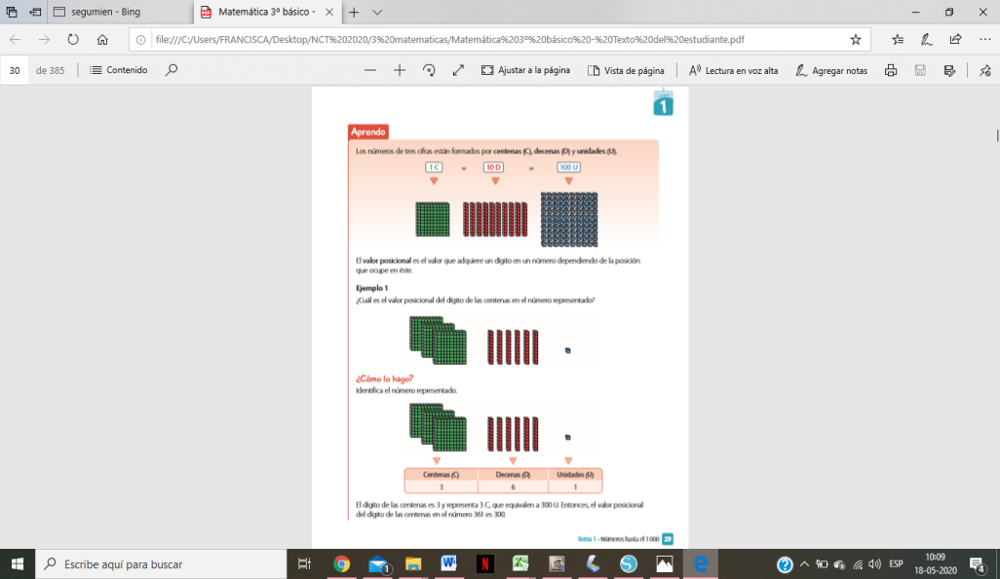 segumien - Bing
Matemática 3º básico -
file:///C:/Users/FRANCISCA/Desktop/NCT%202020/3%20matematicas/Matemática%203º%20básico%20-%20Texto%20del%20estudiante.pdf
30 de 385 Contenido Ajustar a la página Vista de página Lectura en voz alta Agregar notas
1
Aprendo
Los números de tres cifras están formados por centenas (C), decenas (D) y unidades (U).
1 C = 10 D = 100 U
El valor posicional es el valor que adquiere un dígito en un número dependiendo de la posición
que ocupe en éste.
Ejemplo 1
¿Cuál es el valor posicional del dígito de las centenas en el número representado?
¿Cómo lo hago?
Identifica el número representado.
Centenas (C) Decenas (D) Unidades (U)
3 6 1
El dígito de las centenas es 3 y representa 3 C, que equivalen a 300 U. Entonces, el valor posicional
del dígito de las centenas en el número 361 es 300.
Tema 1 - Números hasta el 1 000 29
Escribe aquí para buscar
1
N
W
S
ESP
10:09
18-05-2020
4